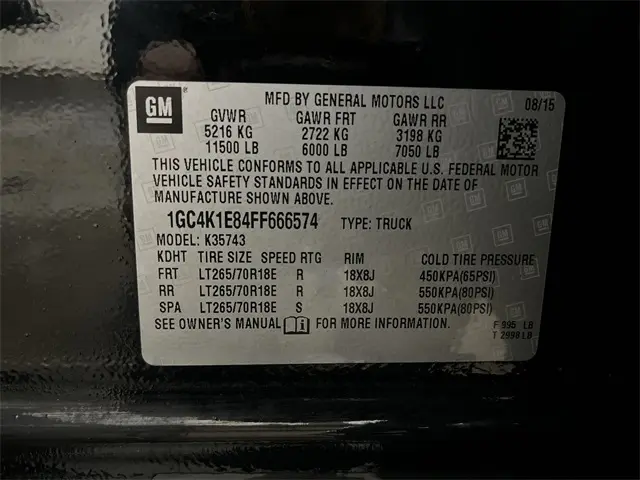 GM
MFD BY GENERAL MOTORS LLC 08/15
GVWR GAWR FRT GAWR RR
5216 KG 2722 KG 3198 KG
11500 LB 6000 LB 7050 LB
THIS VEHICLE CONFORMS TO ALL APPLICABLE U.S. FEDERAL MOTOR
VEHICLE SAFETY STANDARDS IN EFFECT ON THE DATE OF
MANUFACTURE SHOWN ABOVE.
1GC4K1E84FF666574 TYPE: TRUCK
MODEL: K35743
KDHT TIRE SIZE SPEED RTG RIM COLD TIRE PRESSURE
FRT LT265/70R18E R 18X8J 450KPA(65PSI)
RR LT265/70R18E R 18X8J 550KPA(80PSI)
SPA LT265/70R18E S 18X8J 550KPA(80PSI)
SEE OWNER'S MANUAL FOR MORE INFORMATION. F 995 LB
T 2998 LB